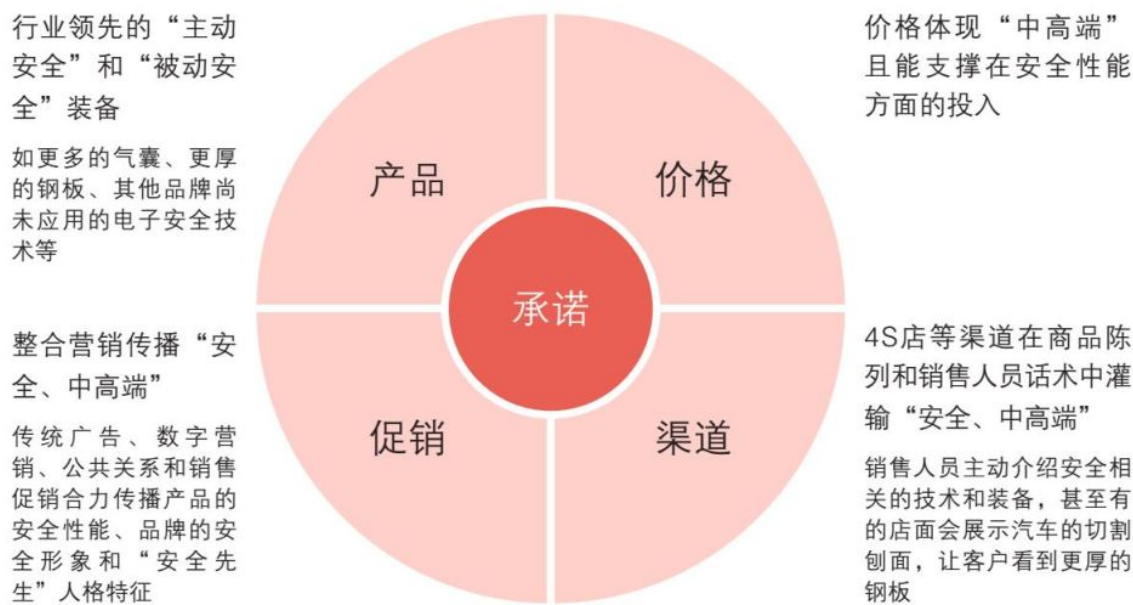 行业领先的“主动
安全”和“被动安
全”装备
如更多的气囊、更厚
的钢板、其他品牌尚
未应用的电子安全技
术等
产品
价格
价格体现“中高端”
且能支撑在安全性能
方面的投入
承诺
整合营销传播“安
全、中高端”
传统广告、数字营
销、公共关系和销售
促销合力传播产品的
安全性能、品牌的安
全形象和“安全先
生”人格特征
促销
渠道
4S店等渠道在商品陈
列和销售人员话术中灌
输“安全、中高端”
销售人员主动介绍安全相
关的技术和装备，甚至有
的店面会展示汽车的切割
刨面，让客户看到更厚的
钢板